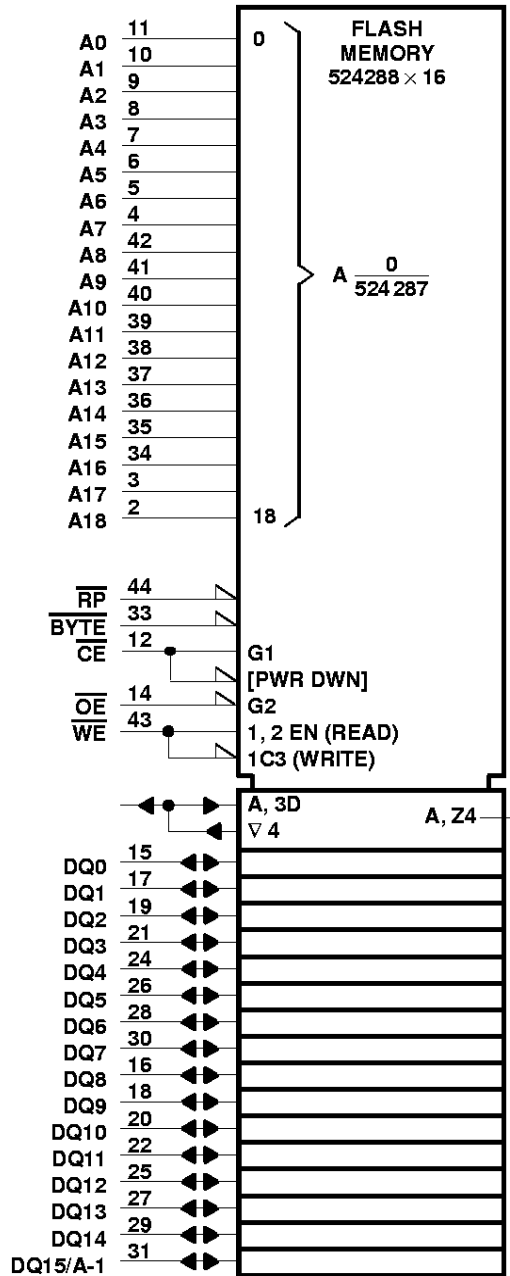 FLASH
MEMORY
524288 × 16
A0 11 0
A1 10
A2 9
A3 8
A4 7
A5 6
A6 5
A7 4
A8 42
A9 41
A 0
524287
A10 40
A11 39
A12 38
A13 37
A14 36
A15 35
A16 34
A17 3
A18 2 18
R̅P̅ 44
B̅Y̅T̅E̅ 33
C̅E̅ 12 G1
[PWR DWN]
O̅E̅ 14 G2
W̅E̅ 43 1, 2 EN (READ)
1C3 (WRITE)
A, 3D A, Z4
∇ 4
DQ0 15
DQ1 17
DQ2 19
DQ3 21
DQ4 24
DQ5 26
DQ6 28
DQ7 30
DQ8 16
DQ9 18
DQ10 20
DQ11 22
DQ12 25
DQ13 27
DQ14 29
DQ15/A-1 31